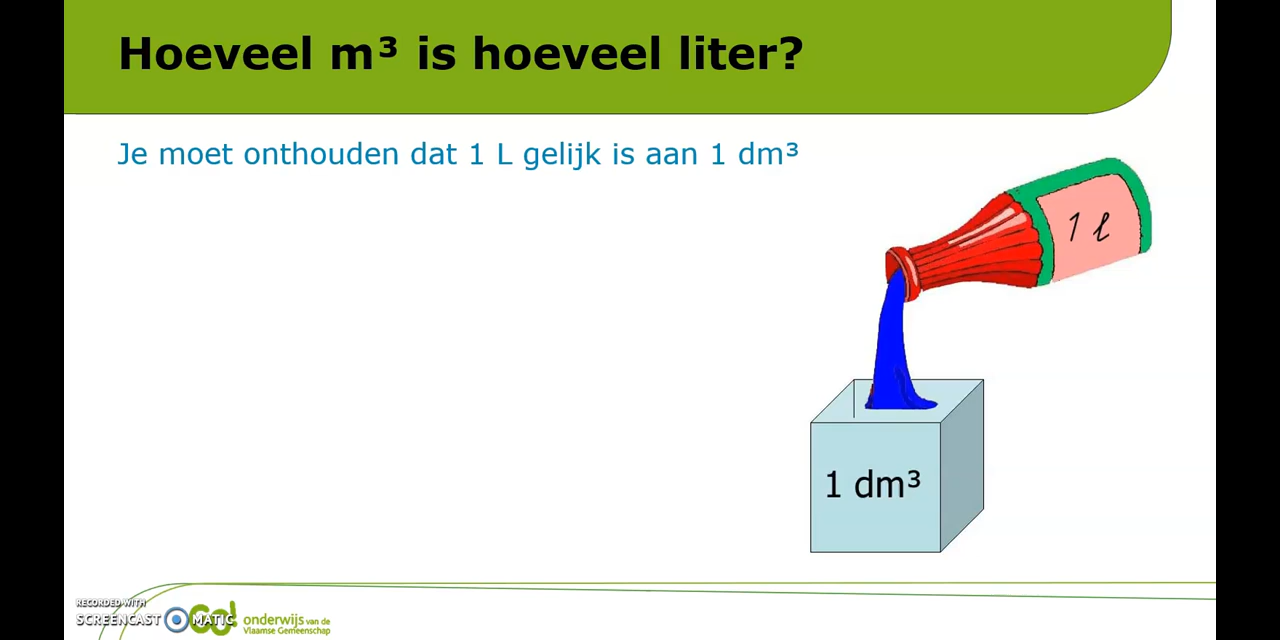 Hoeveel m³ is hoeveel liter?
Je moet onthouden dat 1 L gelijk is aan 1 dm³
1 ℓ
1 dm³
RECORDED WITH
SCREENCAST MATIC
GO! onderwijs van de
Vlaamse Gemeenschap